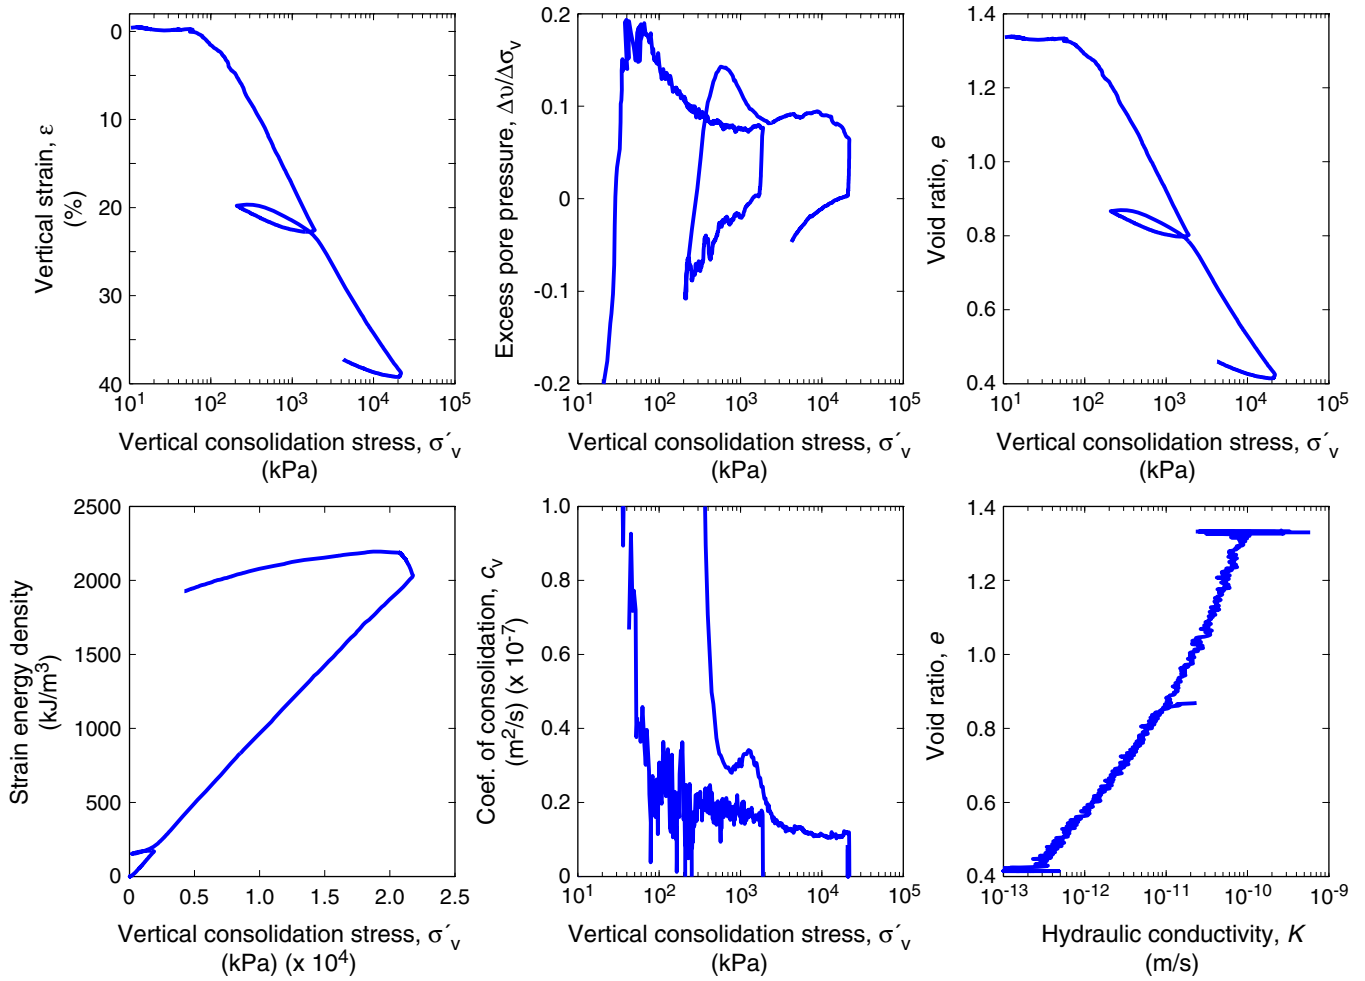 0
10
20
30
40
10¹ 10² 10³ 10⁴ 10⁵
Vertical strain, ε
(%)
Vertical consolidation stress, σ´ᵥ
(kPa)
0.2
0.1
0
-0.1
-0.2
10¹ 10² 10³ 10⁴ 10⁵
Excess pore pressure, Δυ/Δσᵥ
Vertical consolidation stress, σ´ᵥ
(kPa)
1.4
1.2
1.0
0.8
0.6
0.4
10¹ 10² 10³ 10⁴ 10⁵
Void ratio, e
Vertical consolidation stress, σ´ᵥ
(kPa)
2500
2000
1500
1000
500
0
0 0.5 1.0 1.5 2.0 2.5
Strain energy density
(kJ/m³)
Vertical consolidation stress, σ´ᵥ
(kPa) (x 10⁴)
1.0
0.8
0.6
0.4
0.2
0
10¹ 10² 10³ 10⁴ 10⁵
Coef. of consolidation, cᵥ
(m²/s) (x 10⁻⁷)
Vertical consolidation stress, σ´ᵥ
(kPa)
1.4
1.2
1.0
0.8
0.6
0.4
10⁻¹³ 10⁻¹² 10⁻¹¹ 10⁻¹⁰ 10⁻⁹
Void ratio, e
Hydraulic conductivity, K
(m/s)